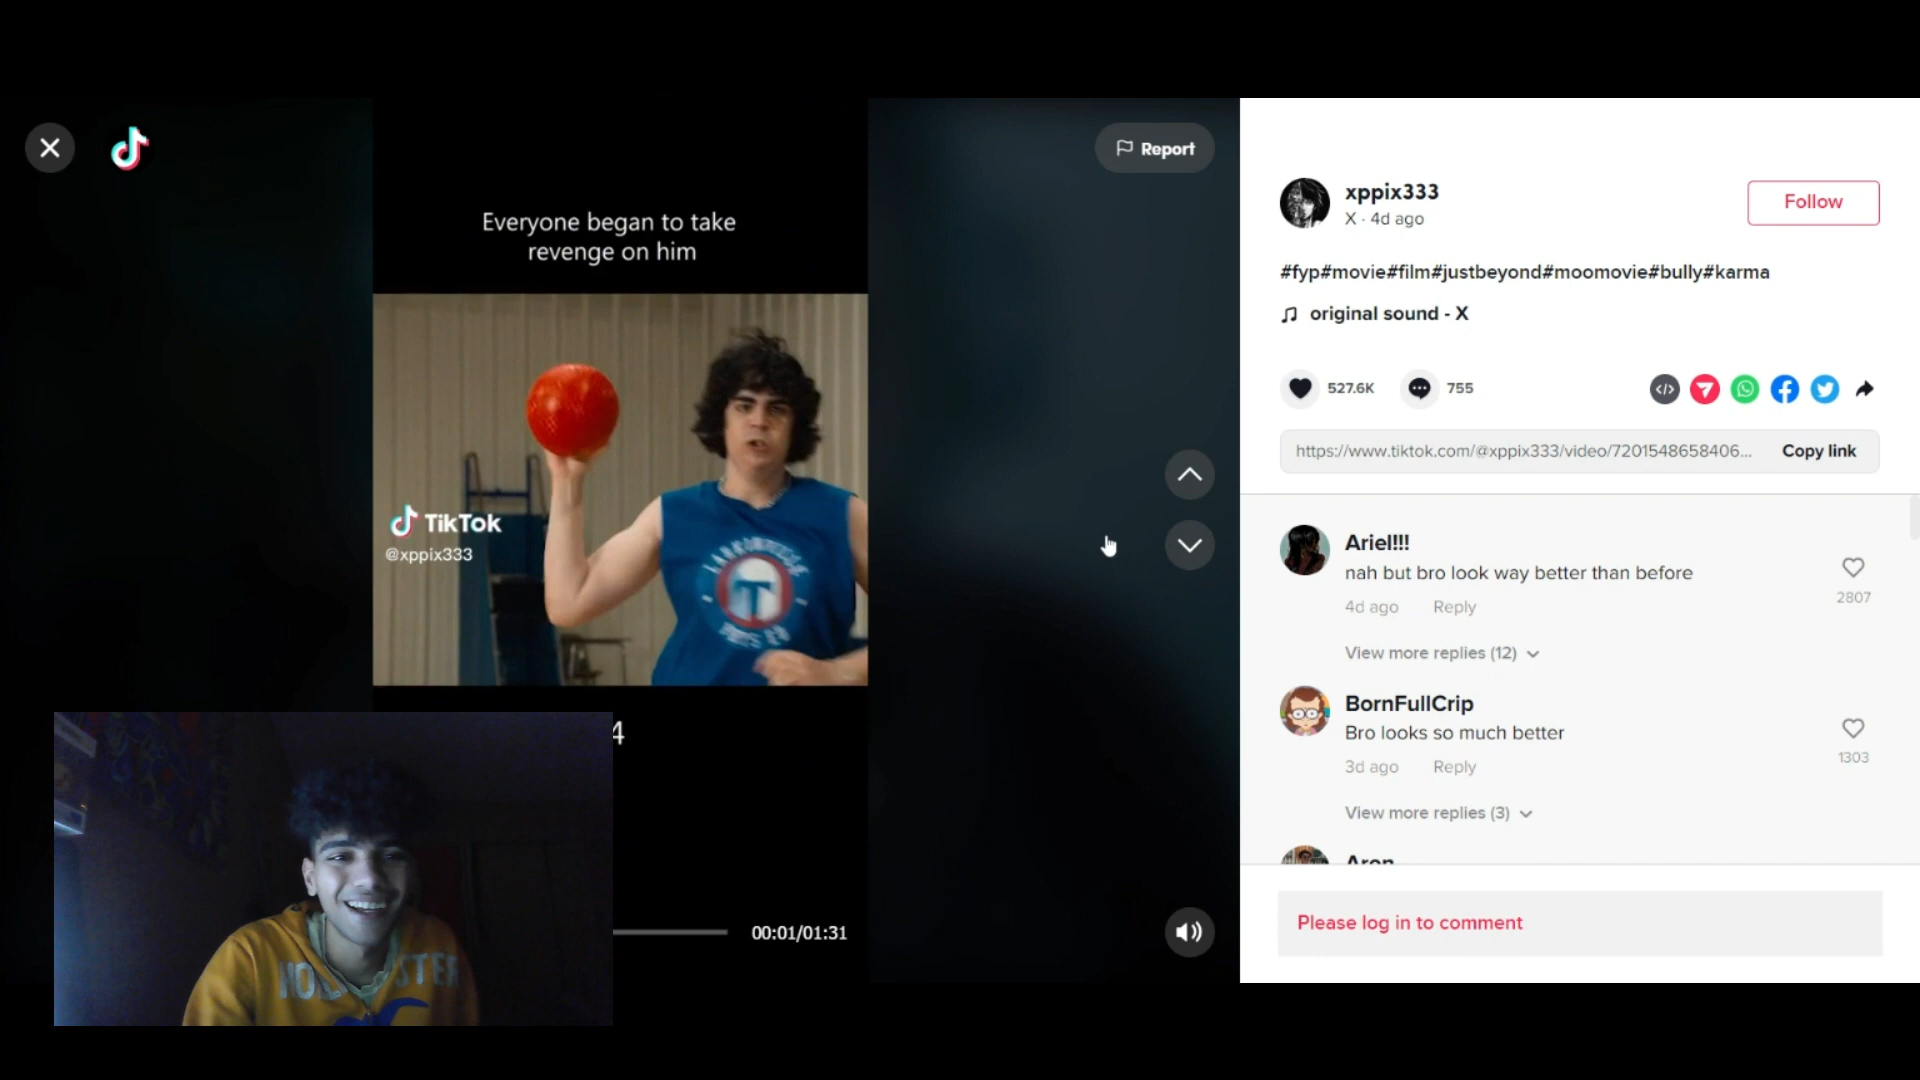 Report
Everyone began to take
revenge on him
TikTok
@xppix333
4
00:01/01:31
xppix333
X · 4d ago
Follow
#fyp#movie#film#justbeyond#moomovie#bully#karma
original sound - X
527.6K
755
https://www.tiktok.com/@xppix333/video/7201548658406...
Copy link
Ariel!!!
nah but bro look way better than before
4d ago
Reply
2807
View more replies (12)
BornFullCrip
Bro looks so much better
3d ago
Reply
1303
View more replies (3)
Aron
Please log in to comment